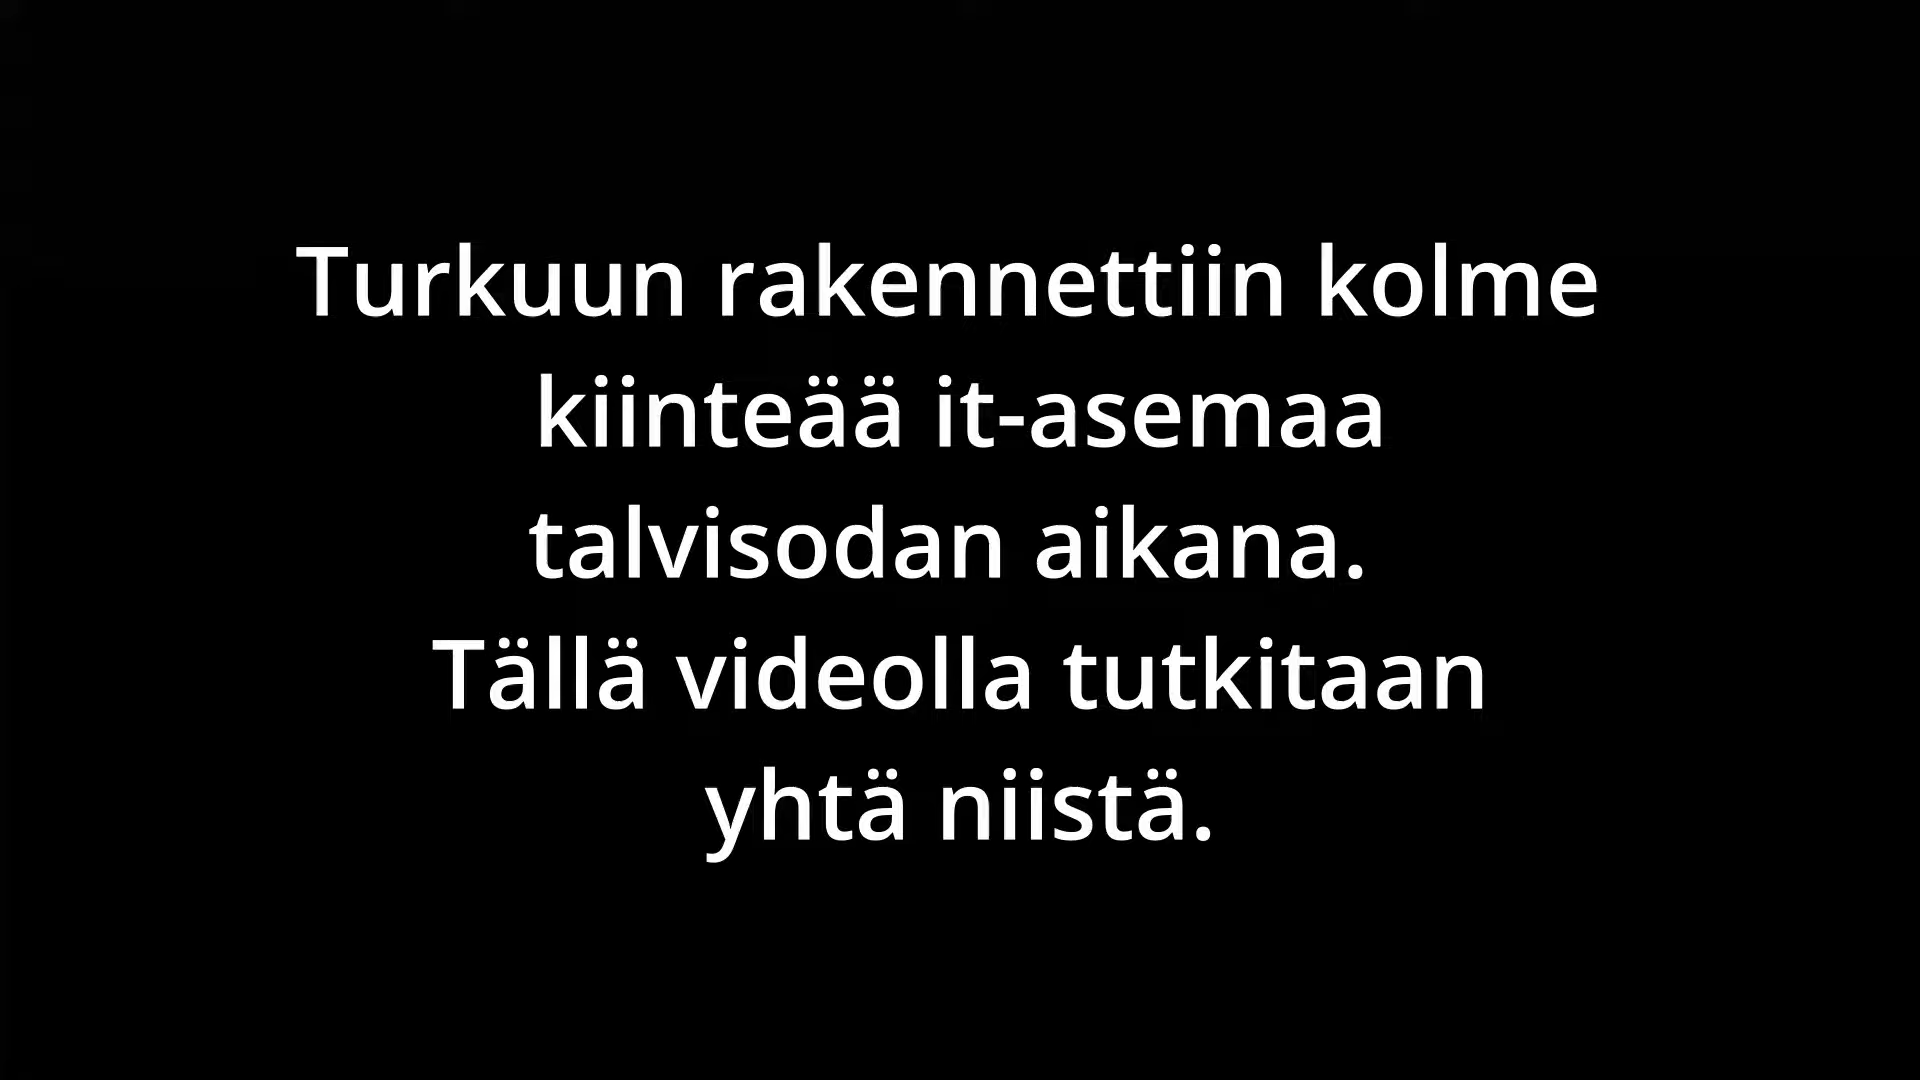 Turkuun rakennettiin kolme
kiinteää it-asemaa
talvisodan aikana.
Tällä videolla tutkitaan
yhtä niistä.